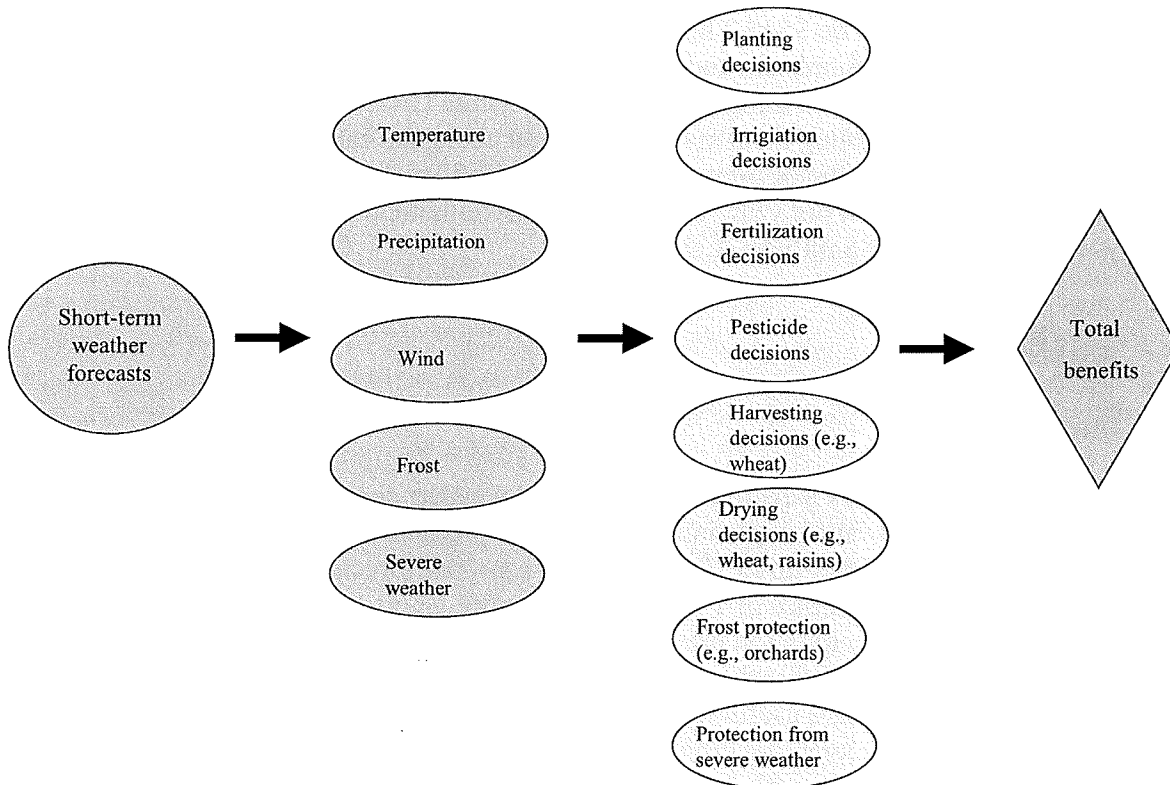 Short-term
weather
forecasts
Temperature
Precipitation
Wind
Frost
Severe
weather
Planting
decisions
Irrigiation
decisions
Fertilization
decisions
Pesticide
decisions
Harvesting
decisions (e.g.,
wheat)
Drying
decisions (e.g.,
wheat, raisins)
Frost protection
(e.g., orchards)
Protection from
severe weather
Total
benefits